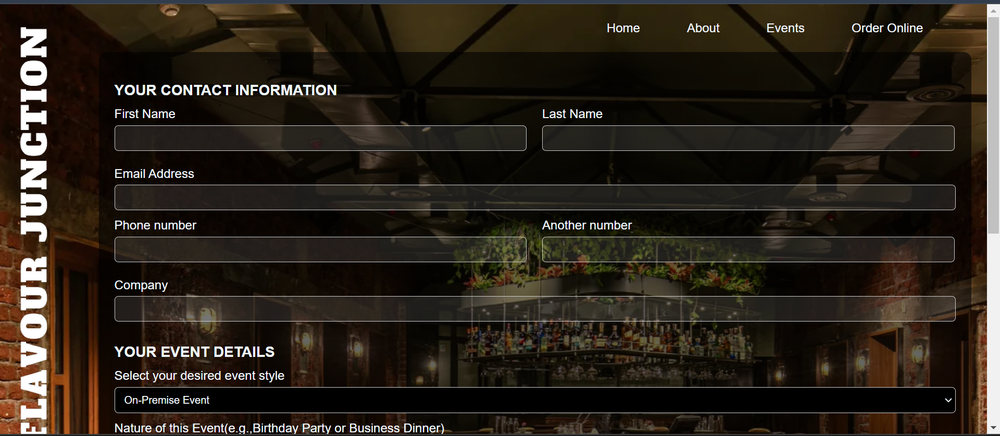 Home About Events Order Online
FLAVOUR JUNCTION
YOUR CONTACT INFORMATION
First Name Last Name
Email Address
Phone number Another number
Company
YOUR EVENT DETAILS
Select your desired event style
On-Premise Event
Nature of this Event(e.g.,Birthday Party or Business Dinner)